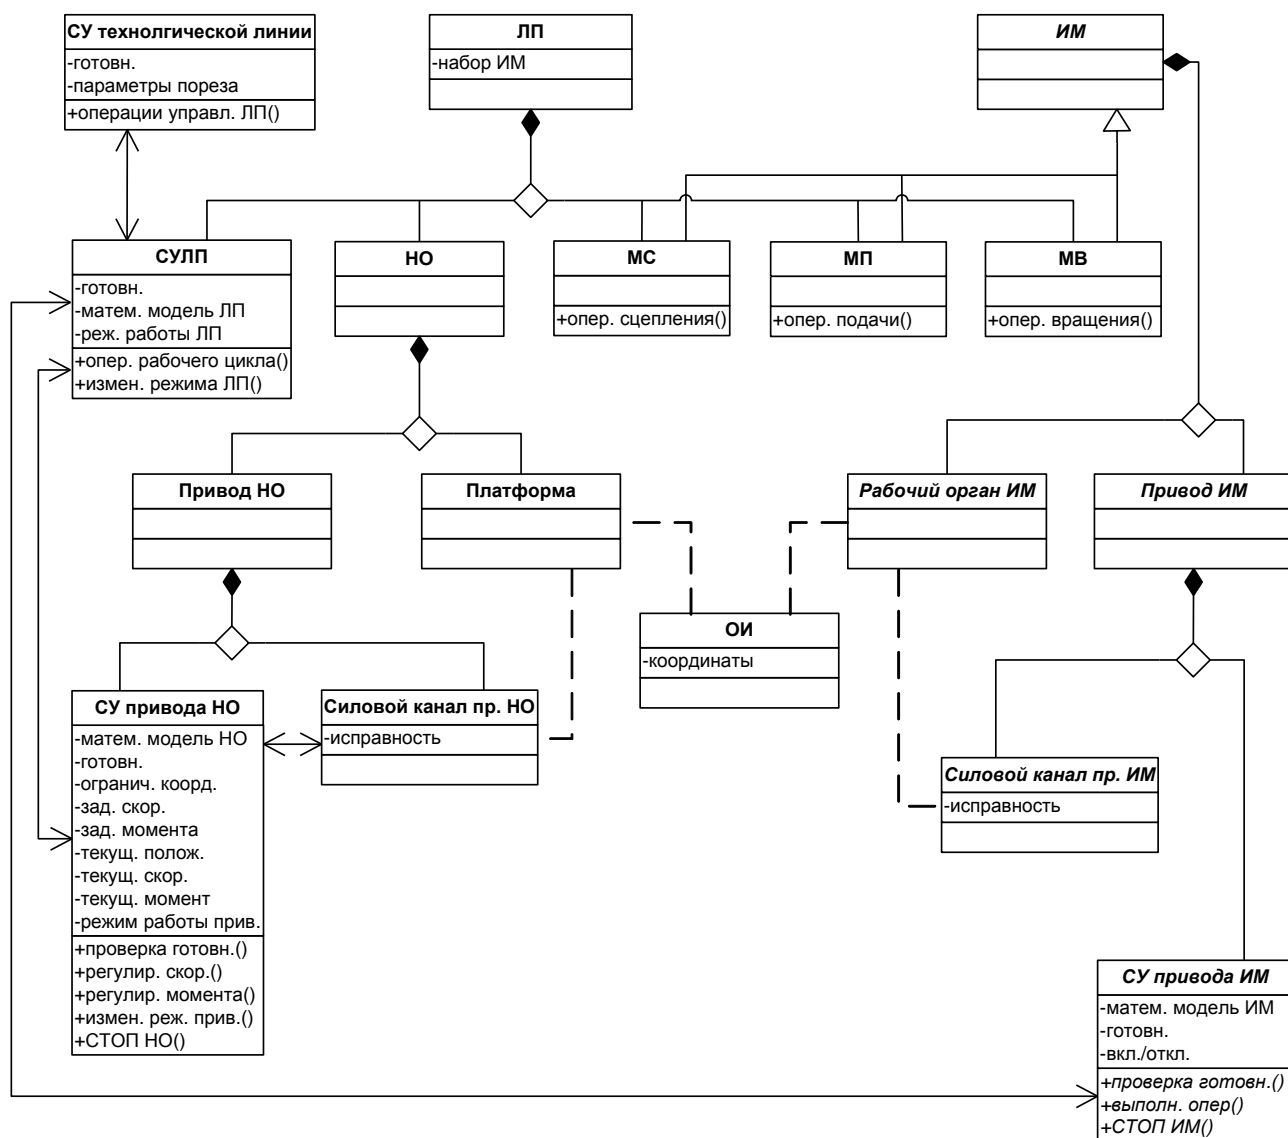 СУ технолгической линии
-готовн.
-параметры пореза
+операции управл. ЛП()
ЛП
-набор ИМ
ИМ
СУЛП
-готовн.
-матем. модель ЛП
-реж. работы ЛП
+опер. рабочего цикла()
+измен. режима ЛП()
НО
МС
+опер. сцепления()
МП
+опер. подачи()
МВ
+опер. вращения()
Привод НО
Платформа
Рабочий орган ИМ
Привод ИМ
ОИ
-координаты
СУ привода НО
-матем. модель НО
-готовн.
-огранич. коорд.
-зад. скор.
-зад. момента
-текущ. полож.
-текущ. скор.
-текущ. момент
-режим работы прив.
+проверка готовн.()
+регулир. скор.()
+регулир. момента()
+измен. реж. прив.()
+СТОП НО()
Силовой канал пр. НО
-исправность
Силовой канал пр. ИМ
-исправность
СУ привода ИМ
-матем. модель ИМ
-готовн.
-вкл./откл.
+проверка готовн.()
+выполн. опер()
+СТОП ИМ()